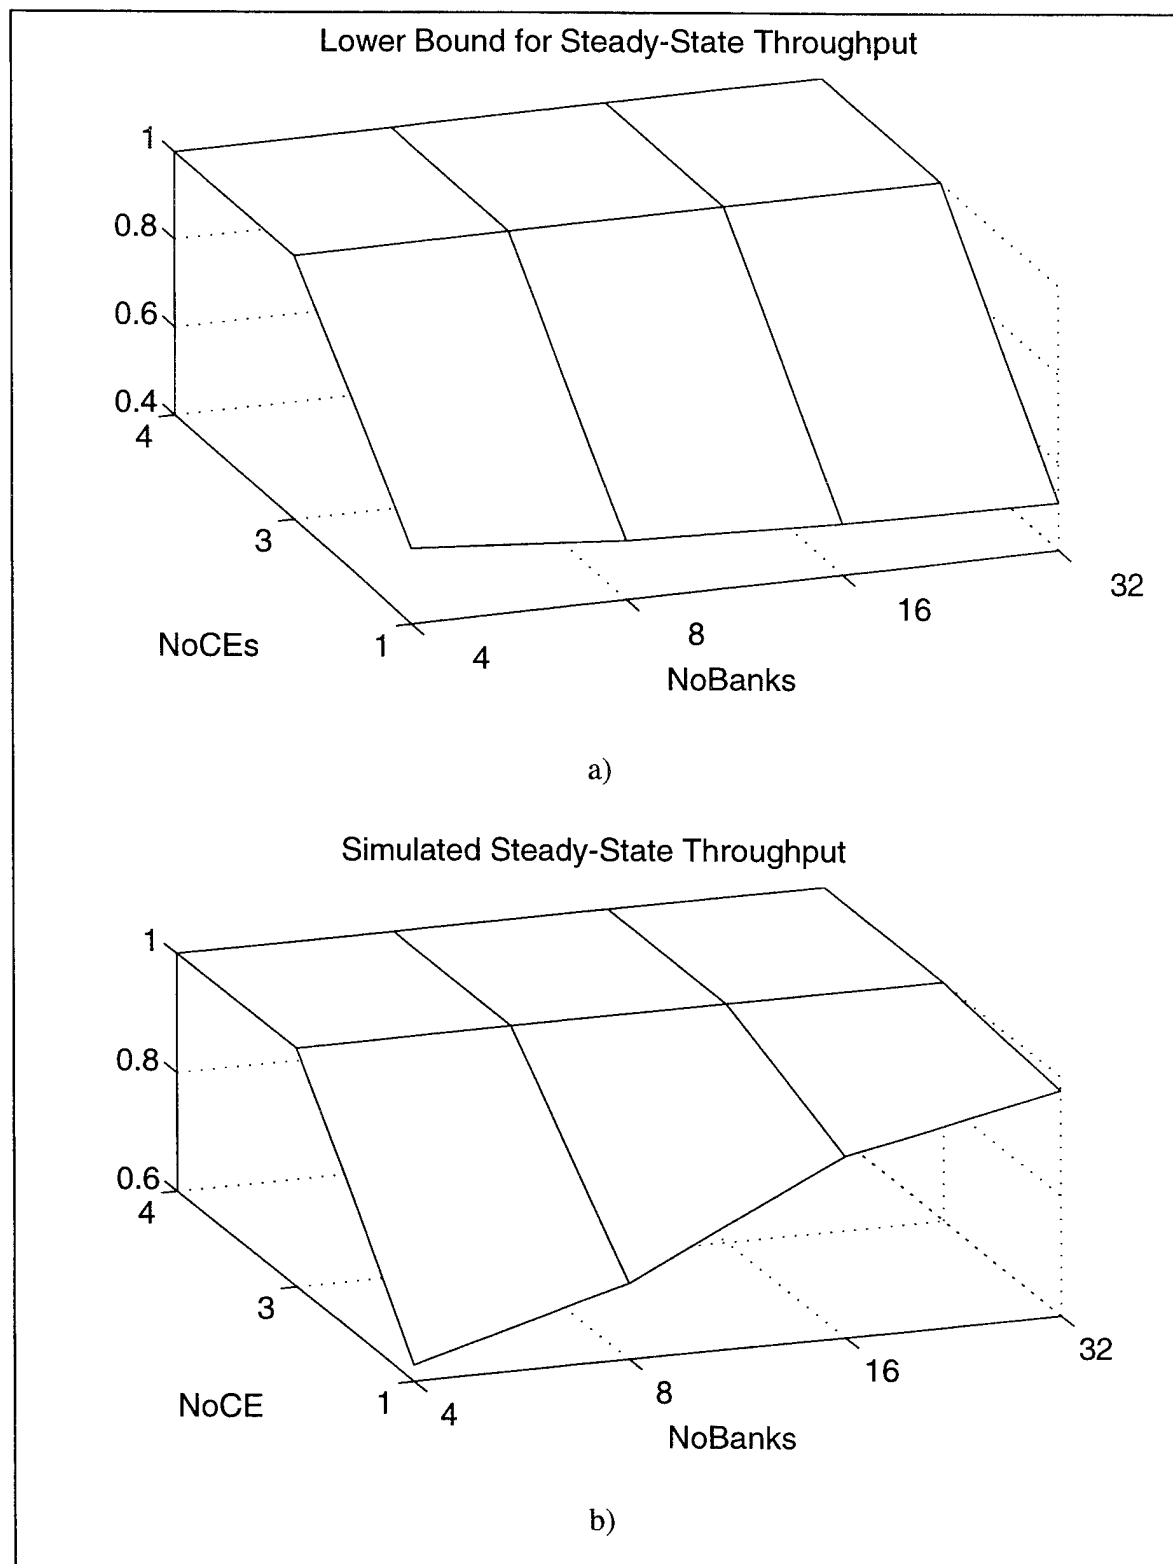 Lower Bound for Steady-State Throughput
1
0.8
0.6
0.4
4
3
1
NoCEs
4
8
16
32
NoBanks
a)
Simulated Steady-State Throughput
1
0.8
0.6
4
3
1
NoCE
4
8
16
32
NoBanks
b)